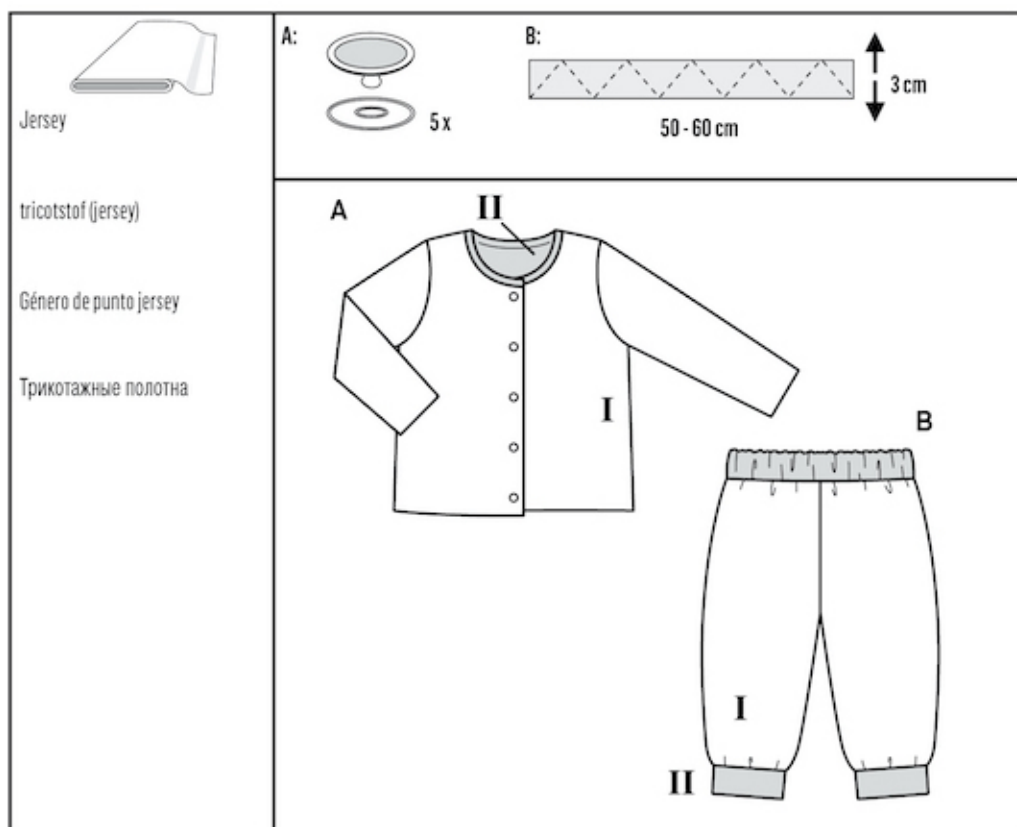 Jersey
tricotstof (jersey)
Género de punto jersey
Трикотажные полотна
A:
5 x
B:
3 cm
50 - 60 cm
A
II
I
B
I
II